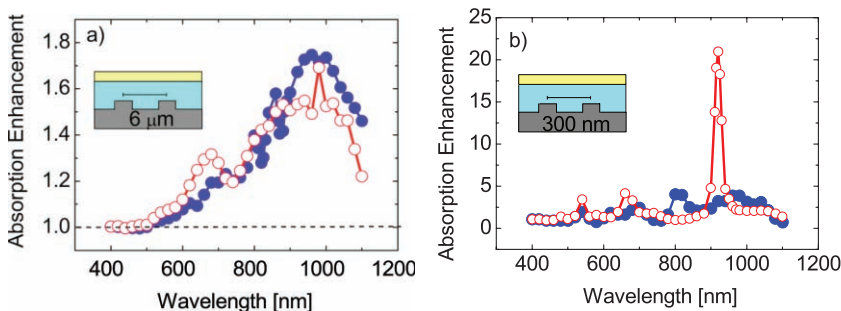 a)
Absorption Enhancement
1.8
1.6
1.4
1.2
1.0
6 μm
400 600 800 1000 1200
Wavelength [nm]
b)
Absorption Enhancement
25
20
15
10
5
0
300 nm
400 600 800 1000 1200
Wavelength [nm]